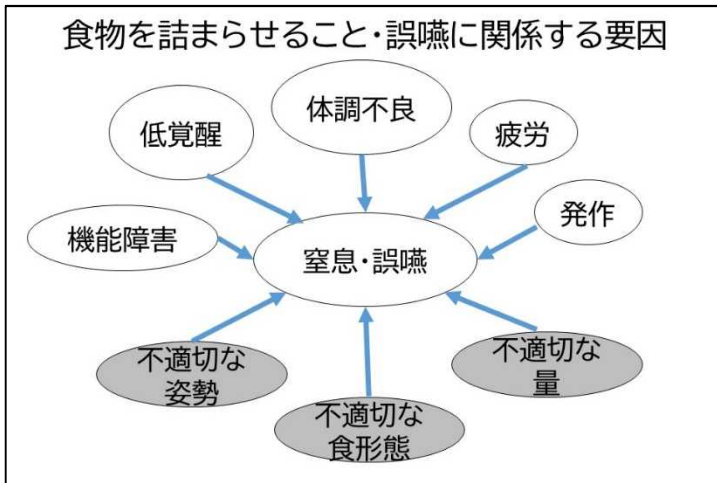 食物を詰まらせること・誤嚥に関係する要因
体調不良
低覚醒
疲労
機能障害
発作
窒息・誤嚥
不適切な
姿勢
不適切な
食形態
不適切な
量